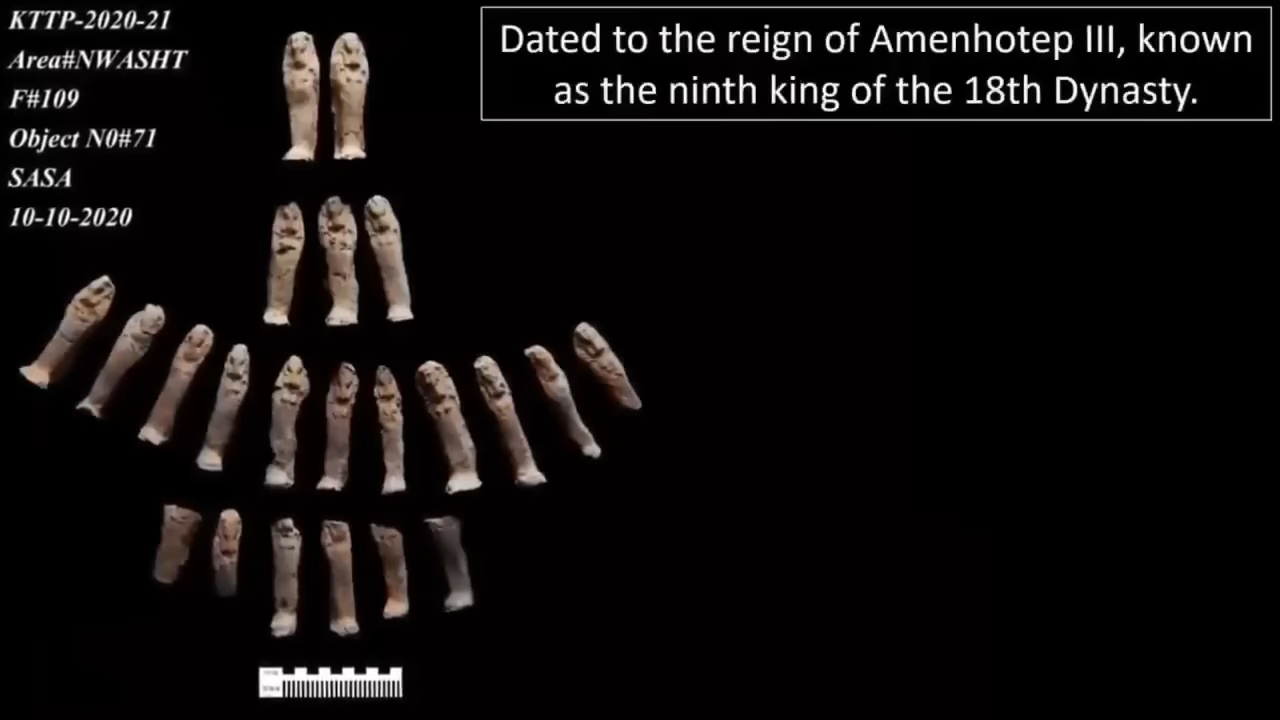 KTTP-2020-21
Area#NWASHT
F#109
Object N0#71
SASA
10-10-2020
Dated to the reign of Amenhotep III, known
as the ninth king of the 18th Dynasty.